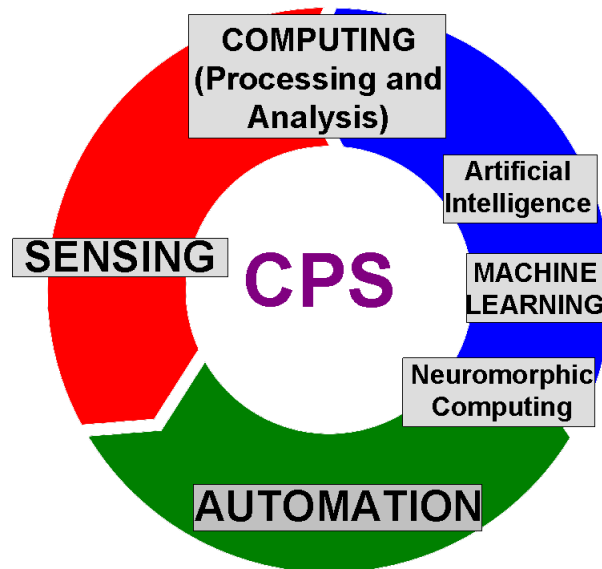 COMPUTING
(Processing and
Analysis)
Artificial
Intelligence
SENSING
CPS
MACHINE
LEARNING
Neuromorphic
Computing
AUTOMATION